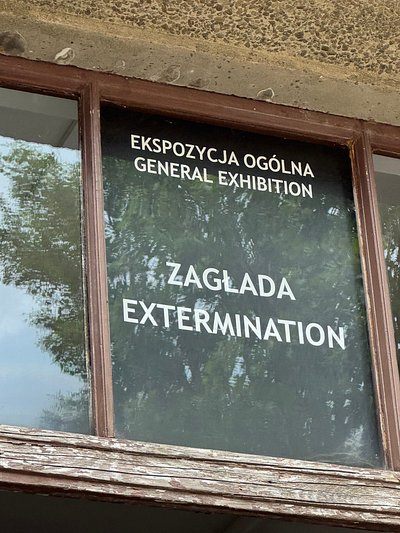 EKSPOZYCJA OGÓLNA
GENERAL EXHIBITION
ZAGŁADA
EXTERMINATION